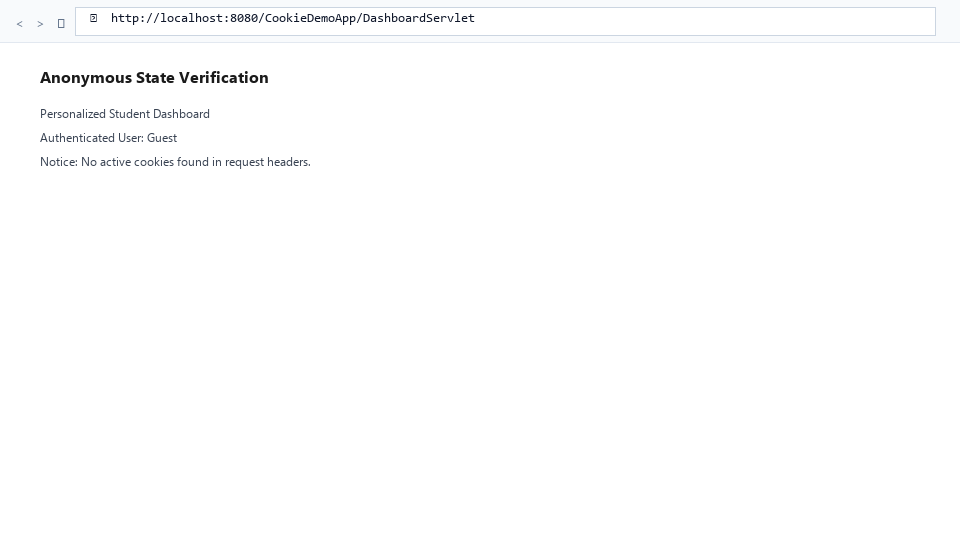 http://localhost:8080/CookieDemoApp/DashboardServlet
Anonymous State Verification
Personalized Student Dashboard
Authenticated User: Guest
Notice: No active cookies found in request headers.